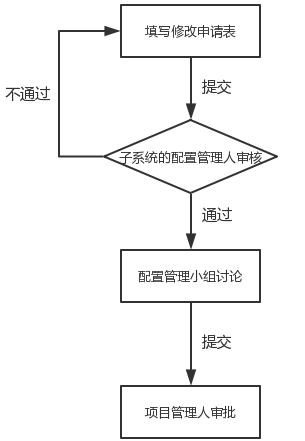 填写修改申请表
提交
不通过
子系统的配置管理人审核
通过
配置管理小组讨论
提交
项目管理人审批